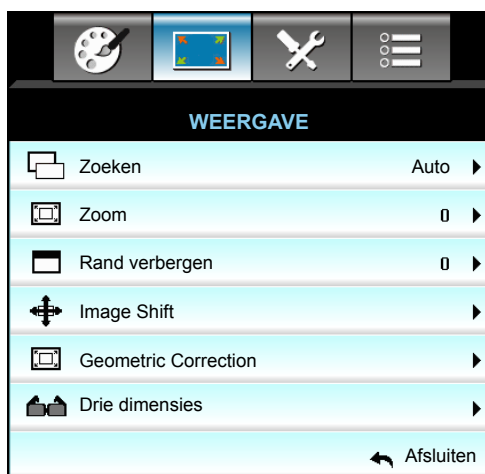 WEERGAVE
Zoeken Auto
Zoom 0
Rand verbergen 0
Image Shift
Geometric Correction
Drie dimensies
Afsluiten